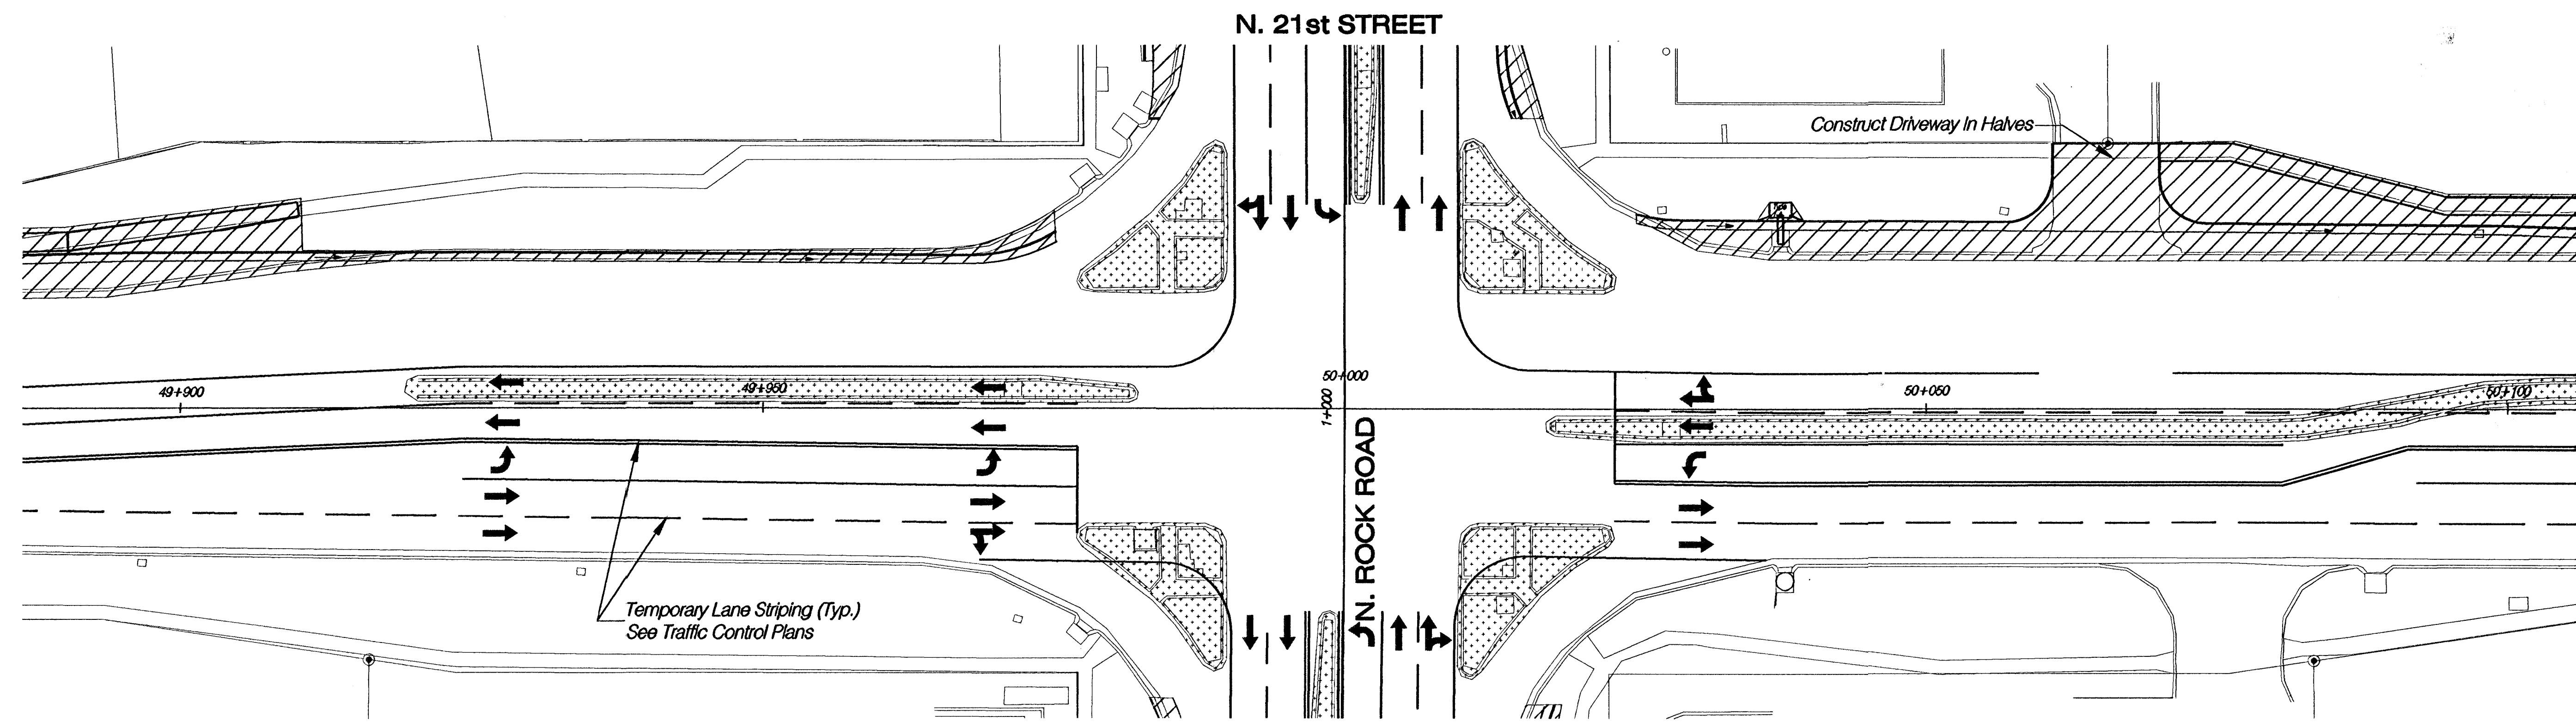 N. 21st STREET
Construct Driveway In Halves
49+900
49+950
50+000
1+000
50+050
50+100
N. ROCK ROAD
Temporary Lane Striping (Typ.)
See Traffic Control Plans